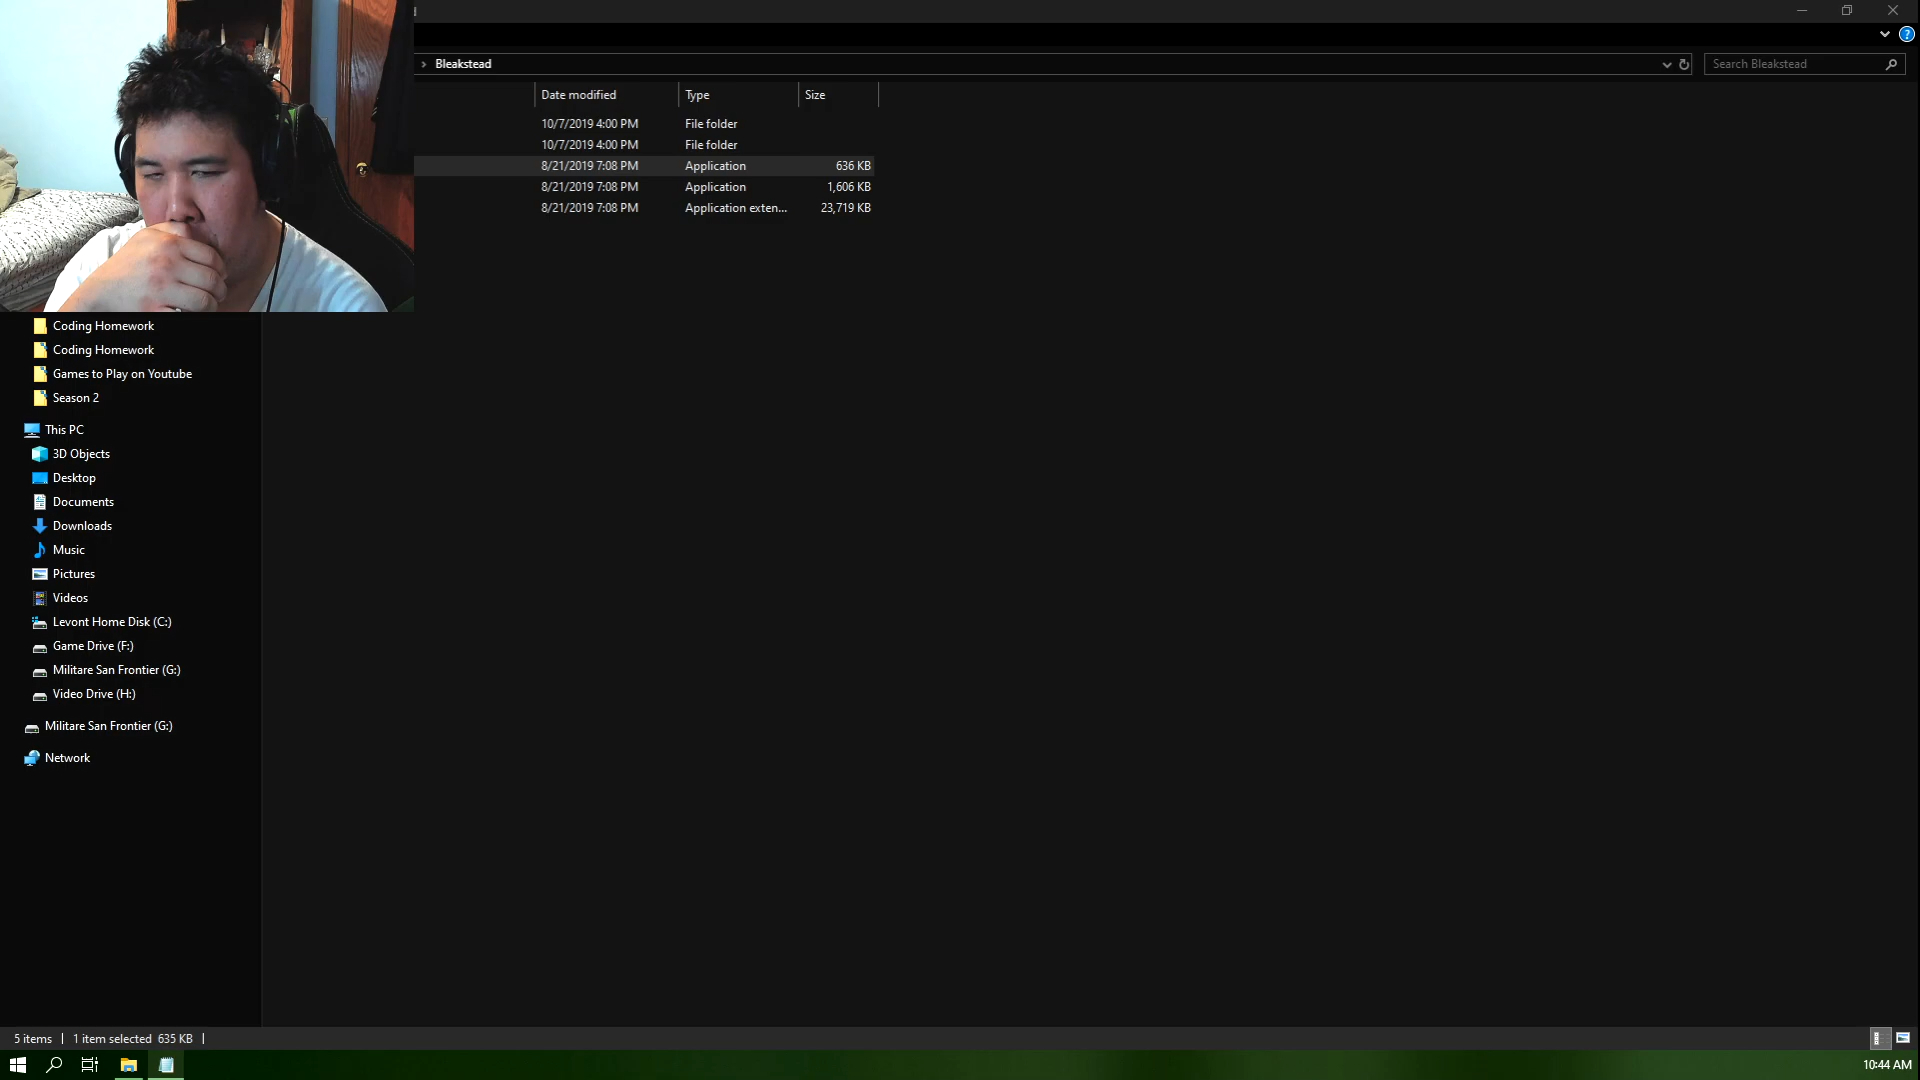 Bleakstead
Search Bleakstead
Date modified Type Size
10/7/2019 4:00 PM File folder
10/7/2019 4:00 PM File folder
8/21/2019 7:08 PM Application 636 KB
8/21/2019 7:08 PM Application 1,606 KB
8/21/2019 7:08 PM Application exten... 23,719 KB
Coding Homework
Coding Homework
Games to Play on Youtube
Season 2
This PC
3D Objects
Desktop
Documents
Downloads
Music
Pictures
Videos
Levont Home Disk (C:)
Game Drive (F:)
Militare San Frontier (G:)
Video Drive (H:)
Militare San Frontier (G:)
Network
5 items 1 item selected 635 KB
10:44 AM